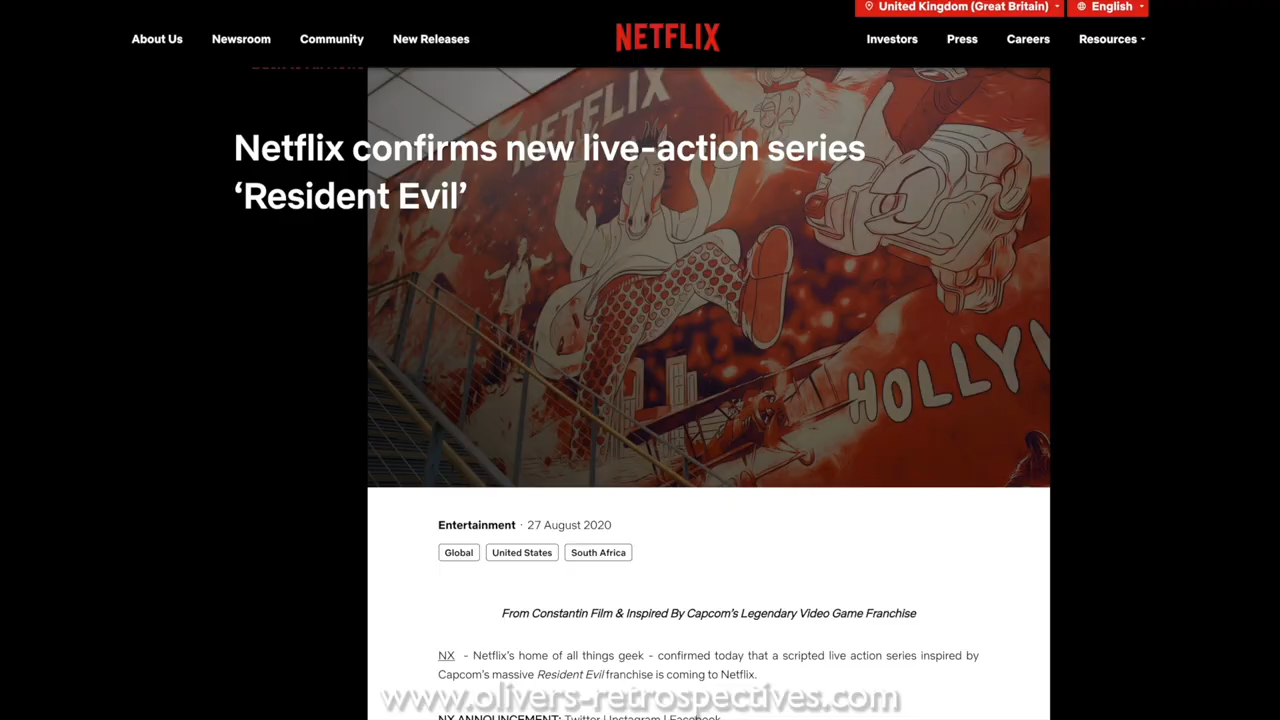 United Kingdom (Great Britain)
English
About Us
Newsroom
Community
New Releases
NETFLIX
Investors
Press
Careers
Resources
NETFLIX
Netflix confirms new live-action series
‘Resident Evil’
HOLLY
Entertainment · 27 August 2020
Global
United States
South Africa
From Constantin Film & Inspired By Capcom’s Legendary Video Game Franchise
NX - Netflix’s home of all things geek - confirmed today that a scripted live action series inspired by
Capcom’s massive Resident Evil franchise is coming to Netflix.
www.olivers-retrospectives.com
NX ANNOUNCEMENT: Twitter | Instagram | Facebook